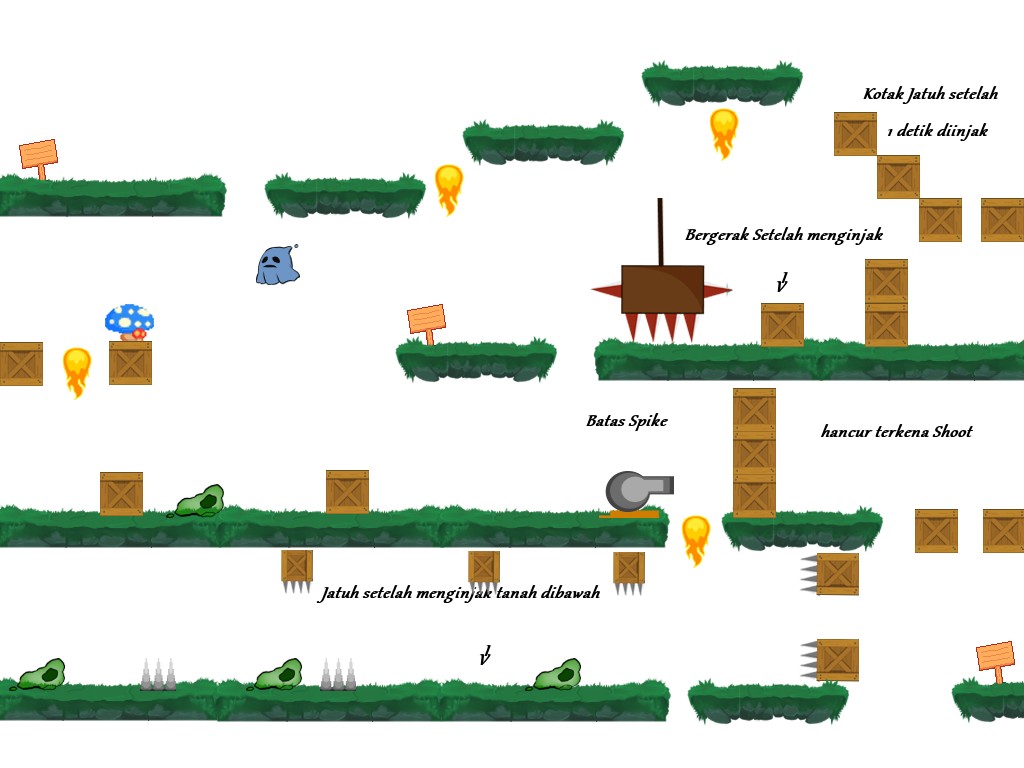 Kotak Jatuh setelah
1 detik diinjak
Bergerak Setelah menginjak
Batas Spike
hancur terkena Shoot
Jatuh setelah menginjak tanah dibawah